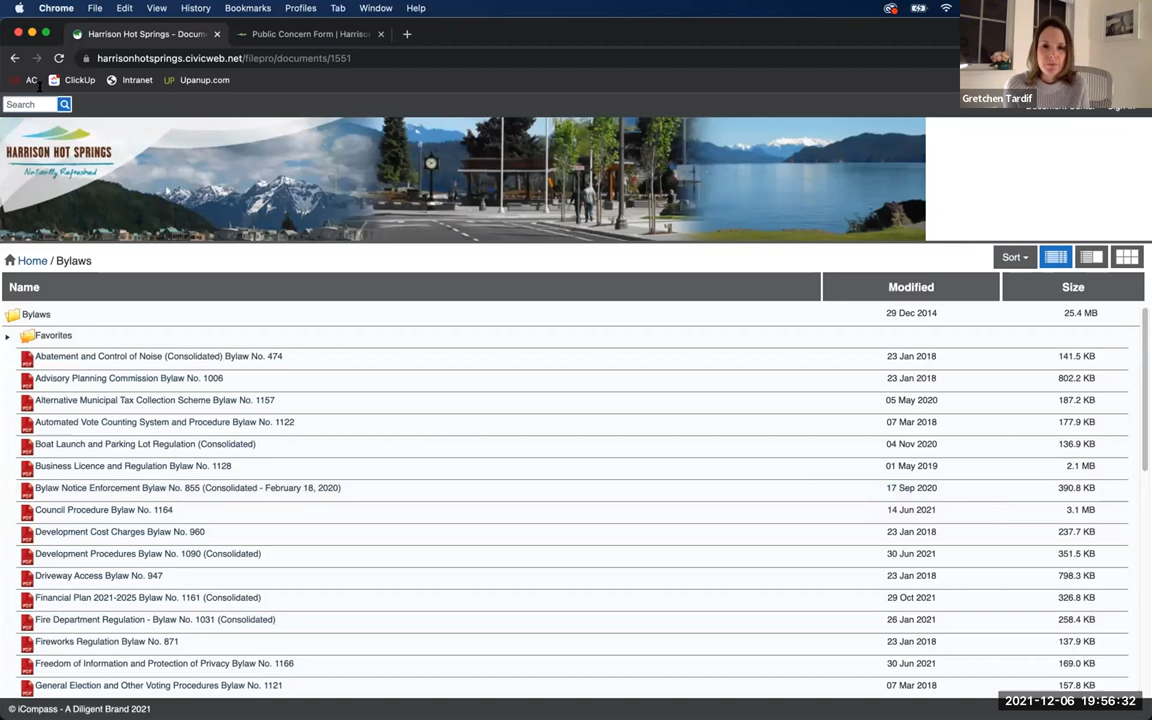 Chrome File Edit View History Bookmarks Profiles Tab Window Help
Harrison Hot Springs - Docum
Public Concern Form | Harriso
harrisonhotsprings.civicweb.net/filepro/documents/1551
AC ClickUp Intranet UP Upanup.com
Gretchen Tardif
Search
HARRISON HOT SPRINGS
Naturally Refreshed
Home / Bylaws
Sort
Name Modified Size
Bylaws 29 Dec 2014 25.4 MB
Favorites
Abatement and Control of Noise (Consolidated) Bylaw No. 474 23 Jan 2018 141.5 KB
Advisory Planning Commission Bylaw No. 1006 23 Jan 2018 802.2 KB
Alternative Municipal Tax Collection Scheme Bylaw No. 1157 05 May 2020 187.2 KB
Automated Vote Counting System and Procedure Bylaw No. 1122 07 Mar 2018 177.9 KB
Boat Launch and Parking Lot Regulation (Consolidated) 04 Nov 2020 136.9 KB
Business Licence and Regulation Bylaw No. 1128 01 May 2019 2.1 MB
Bylaw Notice Enforcement Bylaw No. 855 (Consolidated - February 18, 2020) 17 Sep 2020 390.8 KB
Council Procedure Bylaw No. 1164 14 Jun 2021 3.1 MB
Development Cost Charges Bylaw No. 960 23 Jan 2018 237.7 KB
Development Procedures Bylaw No. 1090 (Consolidated) 30 Jun 2021 351.5 KB
Driveway Access Bylaw No. 947 23 Jan 2018 798.3 KB
Financial Plan 2021-2025 Bylaw No. 1161 (Consolidated) 29 Oct 2021 326.8 KB
Fire Department Regulation - Bylaw No. 1031 (Consolidated) 26 Jan 2021 258.4 KB
Fireworks Regulation Bylaw No. 871 23 Jan 2018 137.9 KB
Freedom of Information and Protection of Privacy Bylaw No. 1166 30 Jun 2021 169.0 KB
General Election and Other Voting Procedures Bylaw No. 1121 07 Mar 2018 157.8 KB
2021-12-06 19:56:32
© iCompass - A Diligent Brand 2021